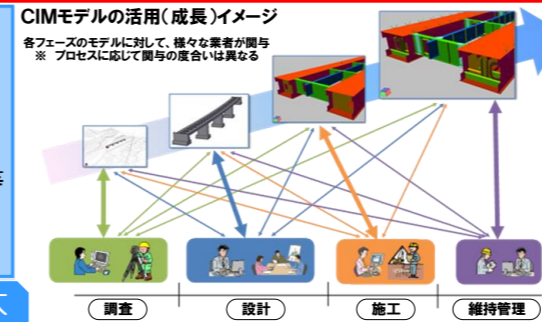 CIMモデルの活用(成長)イメージ
各フェーズのモデルに対して、様々な業者が関与
※ プロセスに応じて関与の度合いは異なる
調査
設計
施工
維持管理